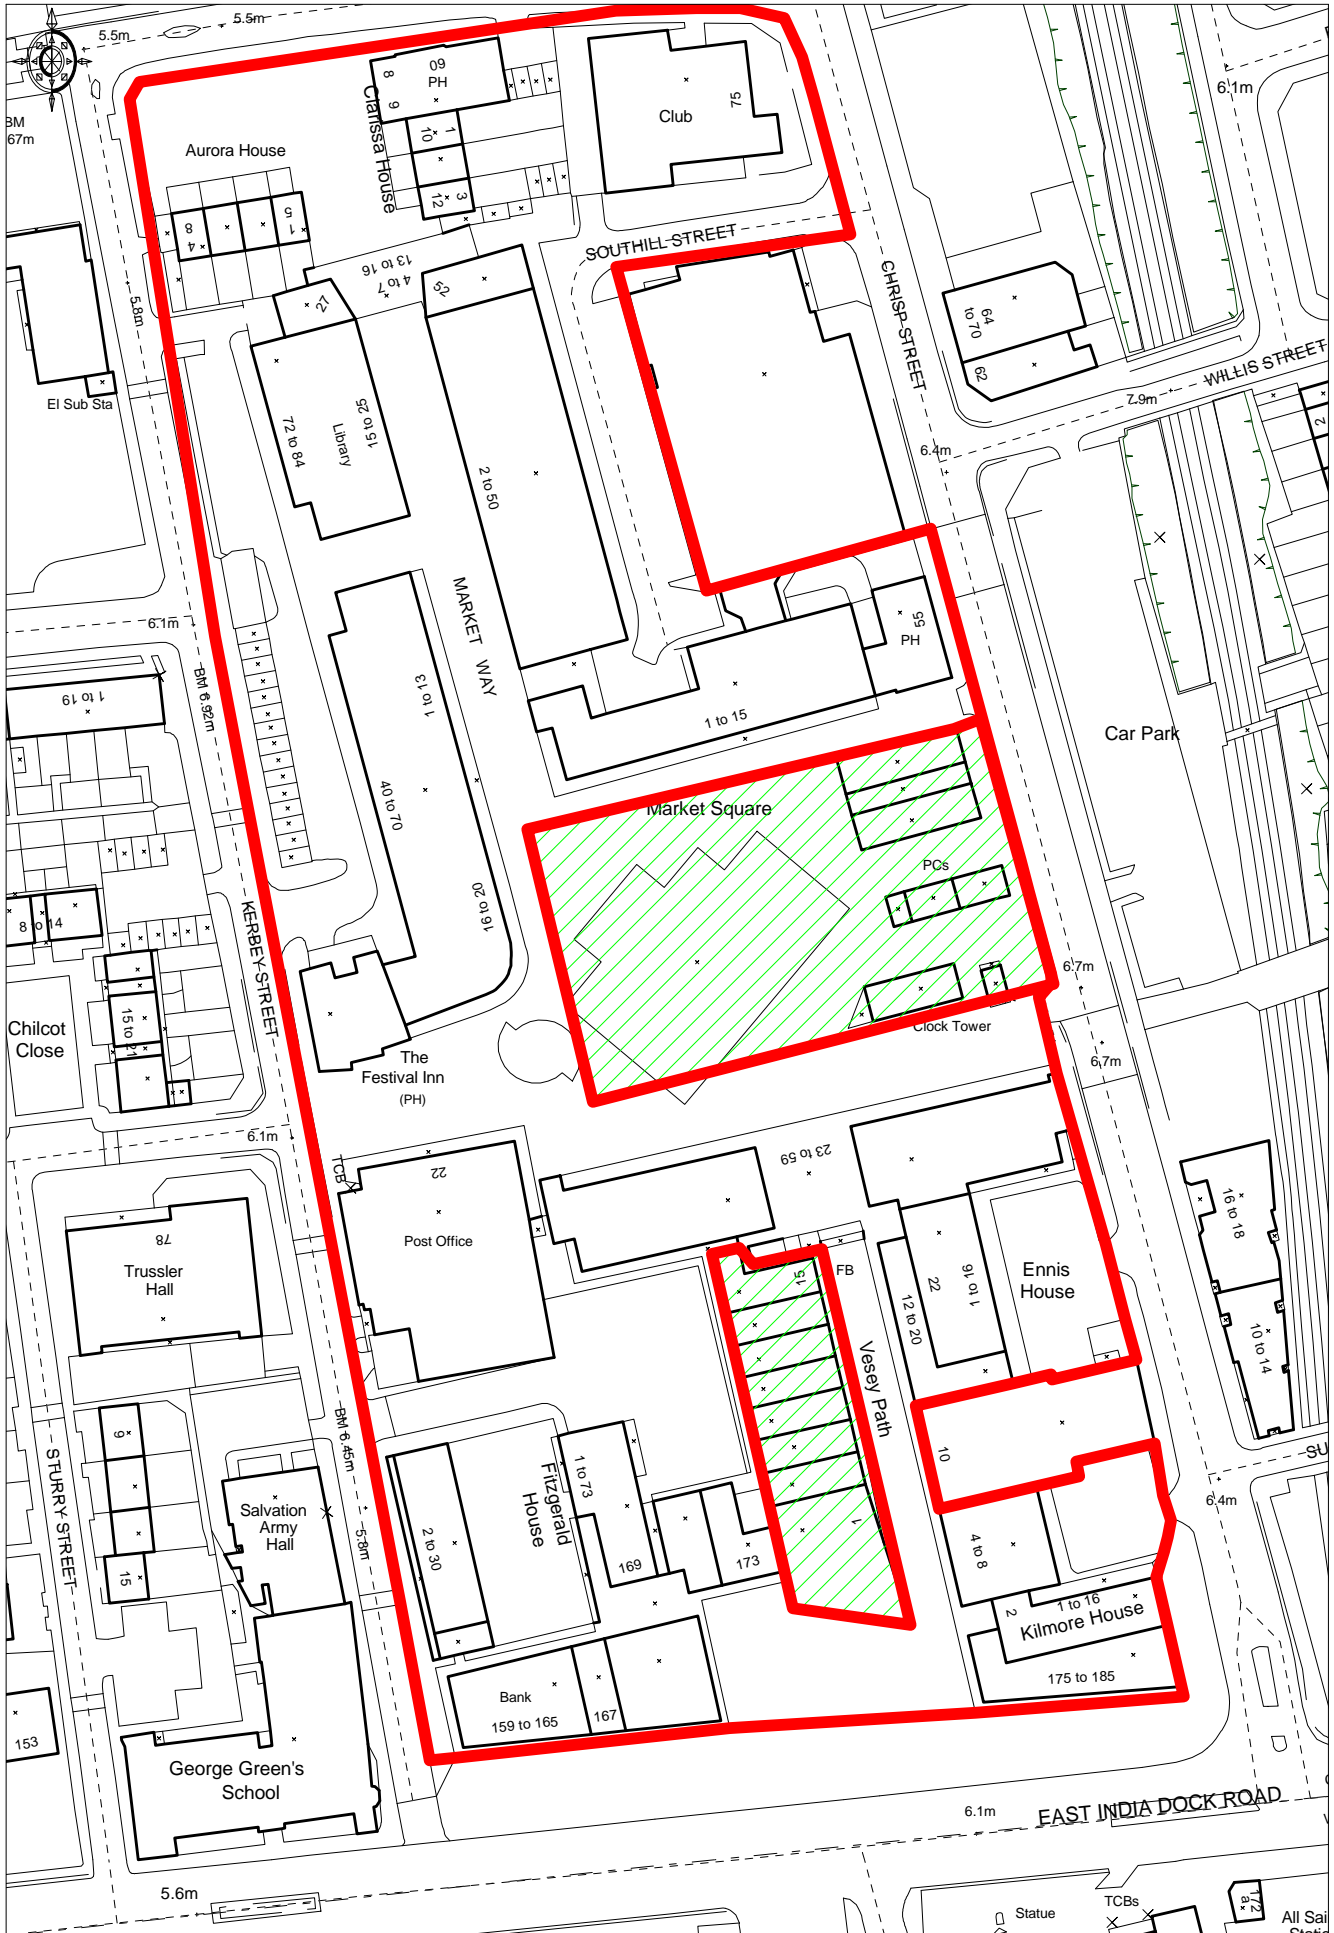 5.5m
5.5m
BM
67m
60
PH
8
9
Clarissa House
1
10
3
12
Club
75
6.1m
Aurora House
8
4
5
1
SOUTHILL STREET
13 to 16
4 to 7
27
52
5.8m
CHRISP STREET
64
to 70
62
WILLIS STREET
7.9m
2
El Sub Sta
72 to 84
Library
15 to 25
2 to 50
6.4m
6.1m
MARKET WAY
55
PH
1 to 19
BM 6.92m
1 to 13
1 to 15
Car Park
40 to 70
Market Square
PCs
16 to 20
8 to 14
KERBEY STREET
6.7m
Chilcot
Close
15 to 21
Clock Tower
The
Festival Inn
(PH)
6.7m
6.1m
TCB
22
23 to 59
Post Office
78
Trussler
Hall
16 to 18
15
FB
12 to 20
22
1 to 16
Ennis
House
10 to 14
Vesey Path
9
STURRY STREET
BM 6.45m
10
SU
6.4m
Salvation
Army
Hall
15
5.8m
2 to 30
Fitzgerald
House
1 to 73
169
173
1
4 to 8
2
1 to 16
Kilmore House
175 to 185
Bank
159 to 165
167
153
George Green's
School
6.1m
EAST INDIA DOCK ROAD
5.6m
Statue
TCBs
172
a
All Sai
Statio